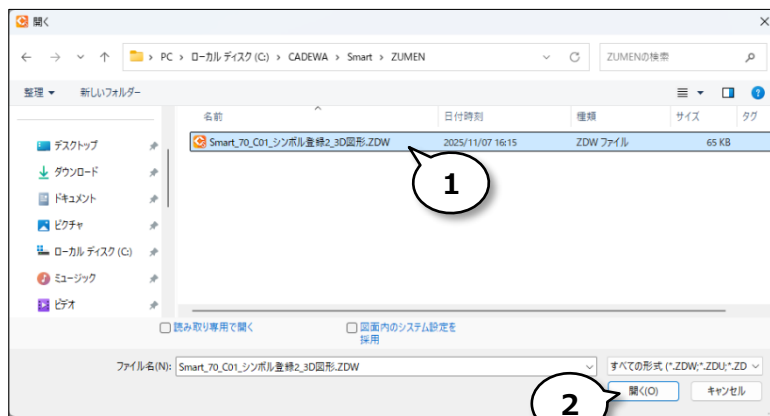 開く
PC > ローカル ディスク (C:) > CADEWA > Smart > ZUMEN
ZUMENの検索
整理 新しいフォルダー
名前 日付時刻 種類 サイズ タグ
Smart_70_C01_シンボル登録2_3D図形.ZDW 2025/11/07 16:15 ZDW ファイル 65 KB
1
デスクトップ
ダウンロード
ドキュメント
ピクチャ
ローカル ディスク (C:)
ミュージック
ビデオ
読み取り専用で開く
図面内のシステム設定を
採用
ファイル名(N): Smart_70_C01_シンボル登録2_3D図形.ZDW すべての形式 (*.ZDW;*.ZDU;*.ZD
2
開く(O) キャンセル